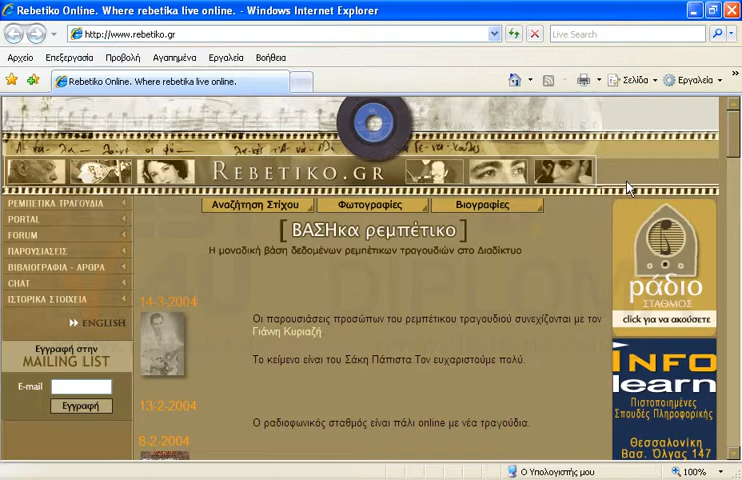 Rebetiko Online. Where rebetika live online. - Windows Internet Explorer
http://www.rebetiko.gr
Live Search
Αρχείο Επεξεργασία Προβολή Αγαπημένα Εργαλεία Βοήθεια
Rebetiko Online. Where rebetika live online.
Σελίδα
Εργαλεία
REBETIKO.GR
ΡΕΜΠΕΤΙΚΑ ΤΡΑΓΟΥΔΙΑ
PORTAL
FORUM
ΠΑΡΟΥΣΙΑΣΕΙΣ
ΒΙΒΛΙΟΓΡΑΦΙΑ - ΑΡΘΡΑ
CHAT
ΙΣΤΟΡΙΚΑ ΣΤΟΙΧΕΙΑ
ENGLISH
Εγγραφή στην
MAILING LIST
E-mail
Εγγραφή
Αναζήτηση Στίχου Φωτογραφίες Βιογραφίες
[ΒΑΣΗκα ρεμπέτικο]
Η μοναδική βάση δεδομένων ρεμπέτικων τραγουδιών στο Διαδίκτυο
14-3-2004
Οι παρουσιάσεις προσώπων του ρεμπέτικου τραγουδιού συνεχίζονται με τον
Γιάννη Κυριαζή.
Το κείμενο είναι του Σάκη Πάπιστα.Τον ευχαριστούμε πολύ.
13-2-2004
Ο ραδιοφωνικός σταθμός είναι πάλι online με νέα τραγούδια.
8-2-2004
ράδιο
ΣΤΑΘΜΟΣ
click για να ακούσετε
INFO
learn
Πιστοποιημένες
Σπουδές Πληροφορικής
Θεσσαλονίκη
Βασ. Όλγας 147
Ο Υπολογιστής μου
100%